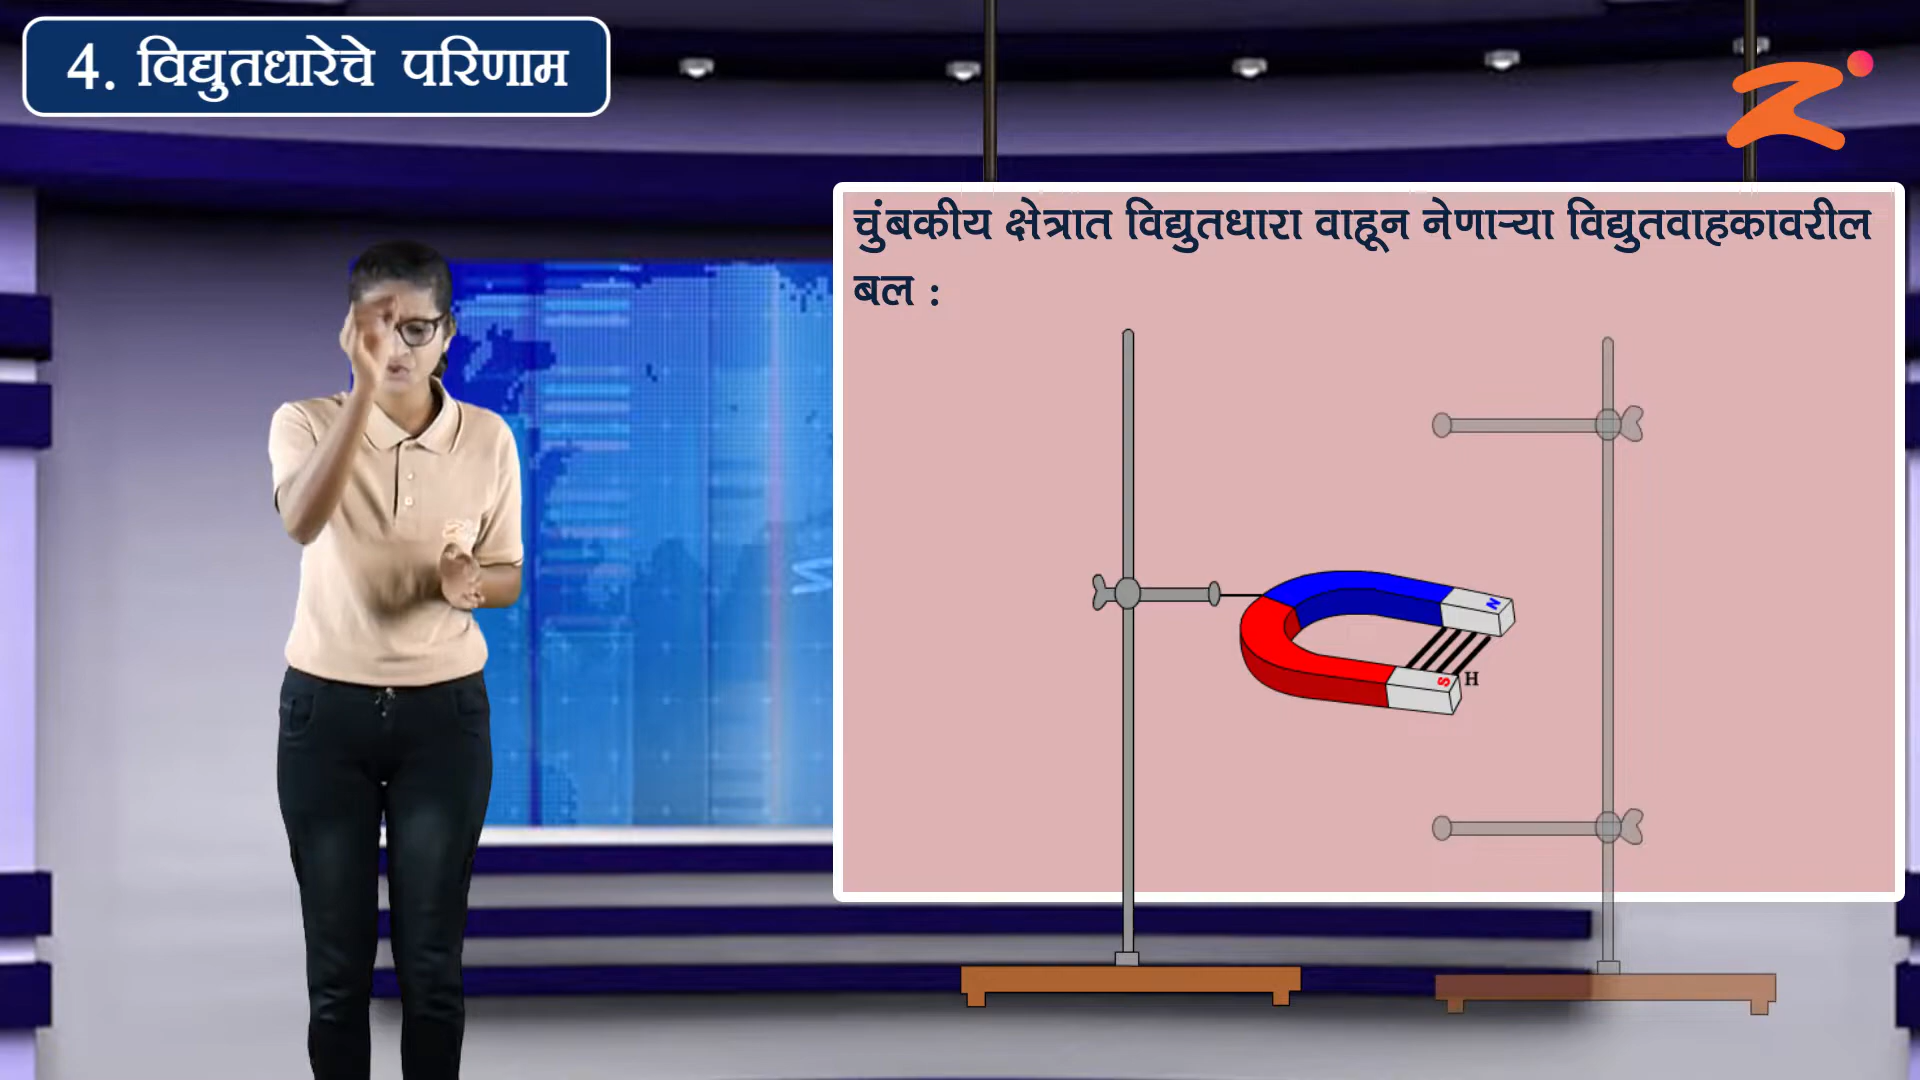 4. विद्युतधारेचे परिणाम
चुंबकीय क्षेत्रात विद्युतधारा वाहून नेणाऱ्या विद्युतवाहकावरील
बल :
N
S H